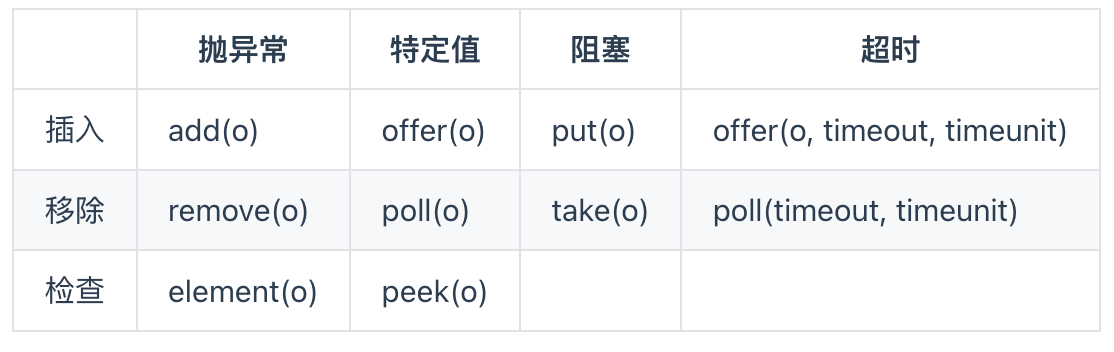 抛异常 特定值 阻塞 超时
插入 add(o) offer(o) put(o) offer(o, timeout, timeunit)
移除 remove(o) poll(o) take(o) poll(timeout, timeunit)
检查 element(o) peek(o)